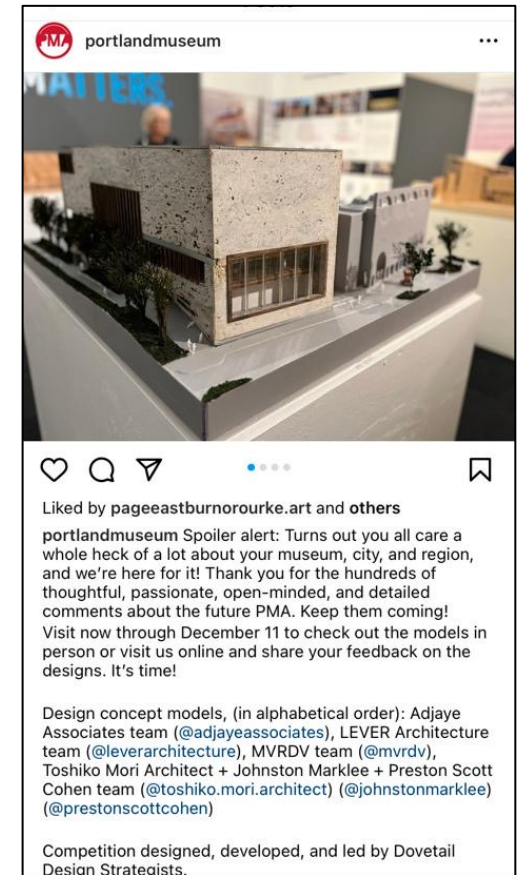 M
portlandmuseum
MATTERS.
Liked by pageeastburnorourke.art and others
portlandmuseum Spoiler alert: Turns out you all care a
whole heck of a lot about your museum, city, and region,
and we’re here for it! Thank you for the hundreds of
thoughtful, passionate, open-minded, and detailed
comments about the future PMA. Keep them coming!
Visit now through December 11 to check out the models in
person or visit us online and share your feedback on the
designs. It’s time!
Design concept models, (in alphabetical order): Adjaye
Associates team (@adjayeassociates), LEVER Architecture
team (@leverarchitecture), MVRDV team (@mvrdv),
Toshiko Mori Architect + Johnston Marklee + Preston Scott
Cohen team (@toshiko.mori.architect) (@johnstonmarklee)
(@prestonscottcohen)
Competition designed, developed, and led by Dovetail
Design Strategists.